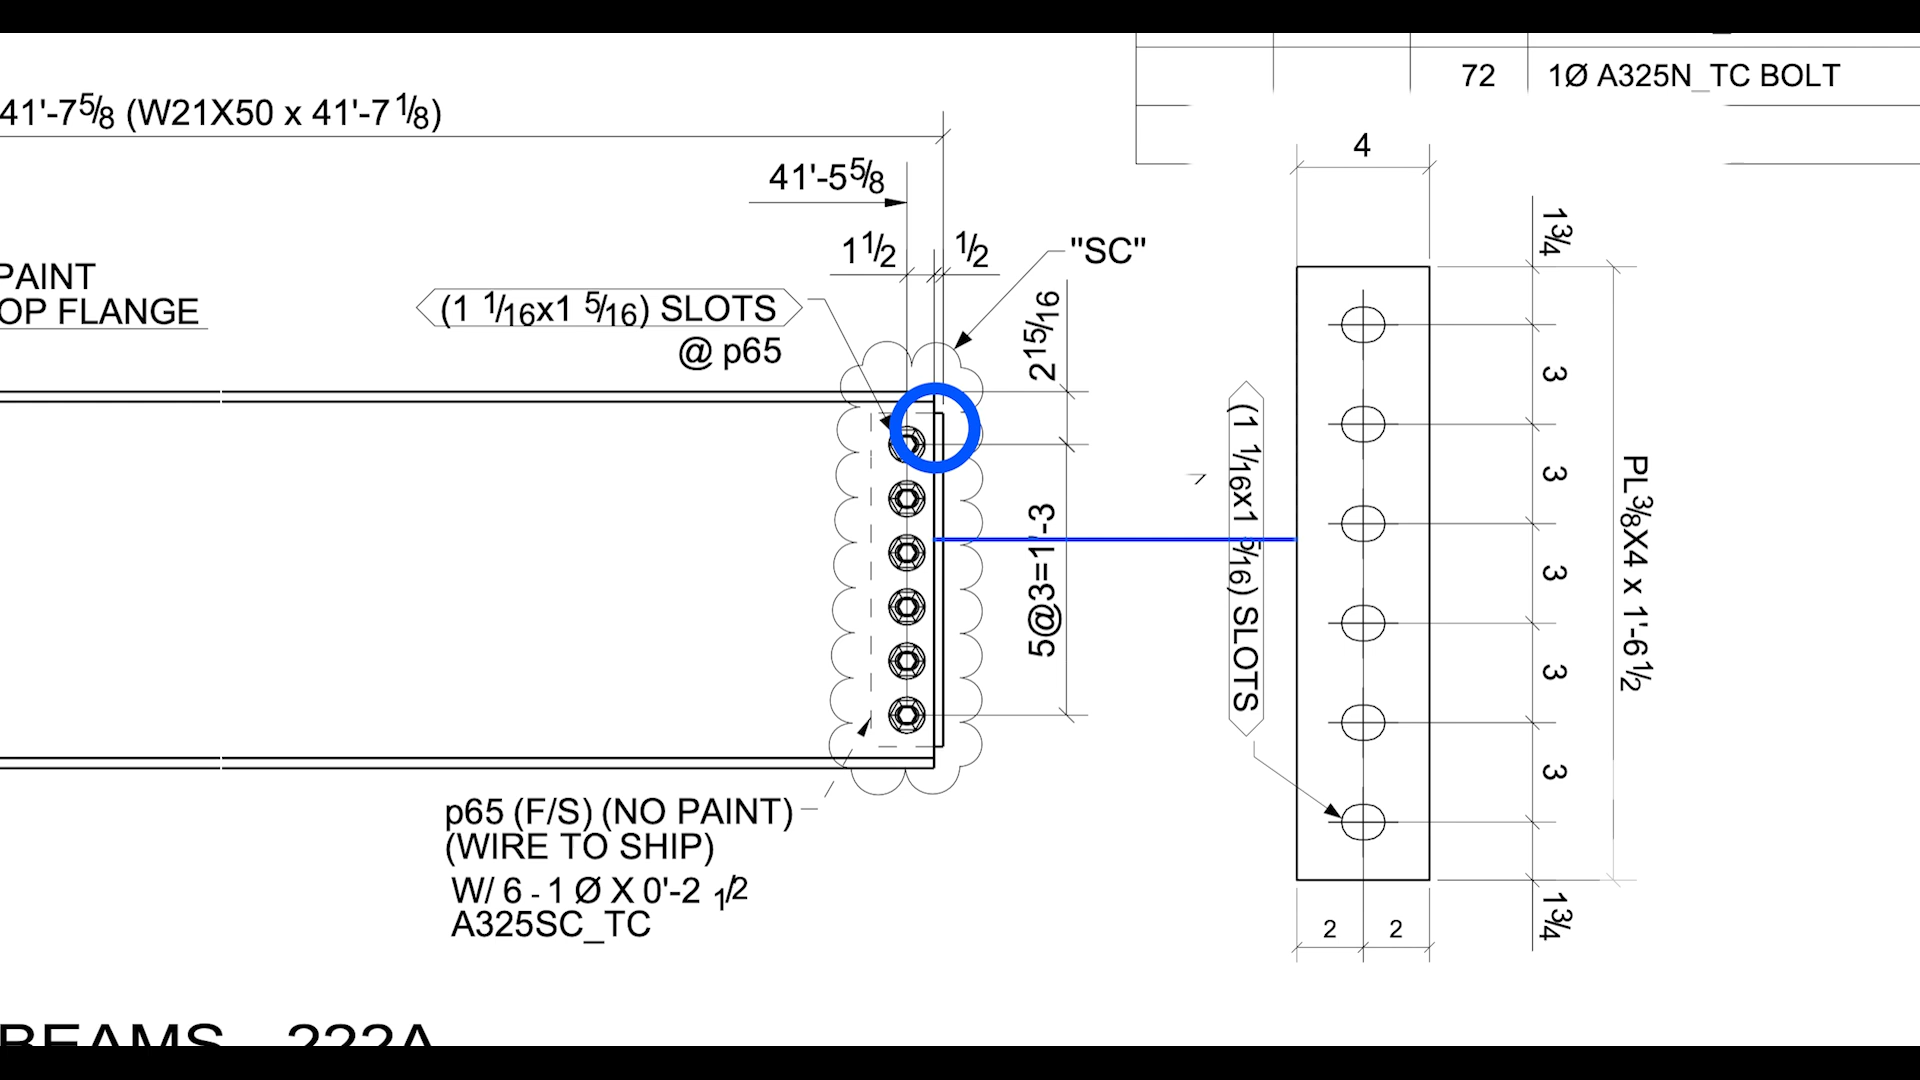 72 1Ø A325N_TC BOLT
41'-7 5/8 (W21X50 x 41'-7 1/8)
4
41'-5 5/8
1 3/4
1 1/2
1/2
"SC"
PAINT
OP FLANGE
(1 1/16x1 5/16) SLOTS
@ p65
2 15/16
5@3=1'-3
(1 1/16x1 5/16) SLOTS
3
3
3
3
3
PL 3/8X4 x 1'-6 1/2
p65 (F/S) (NO PAINT)
(WIRE TO SHIP)
W/ 6 - 1 Ø X 0'-2 1/2
A325SC_TC
1 3/4
2
2
BEAMS - 222A